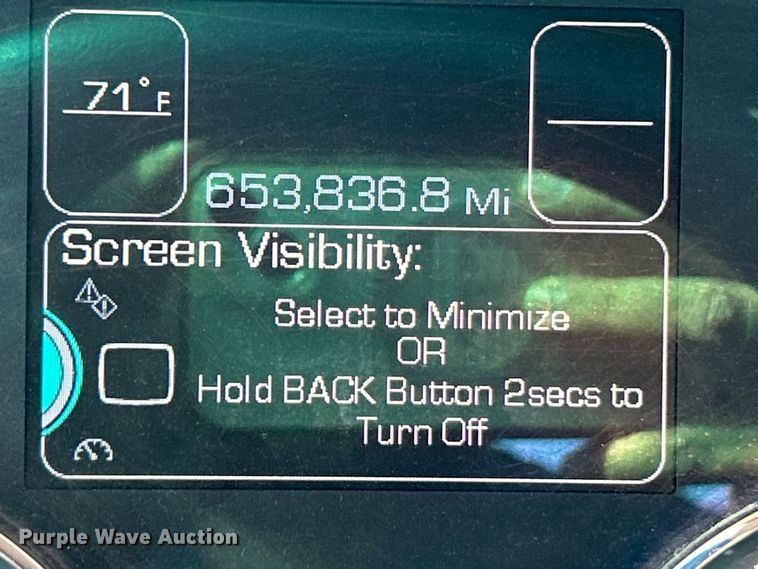 71°F
653,836.8 Mi
Screen Visibility:
Select to Minimize
OR
Hold BACK Button 2secs to
Turn Off
Purple Wave Auction